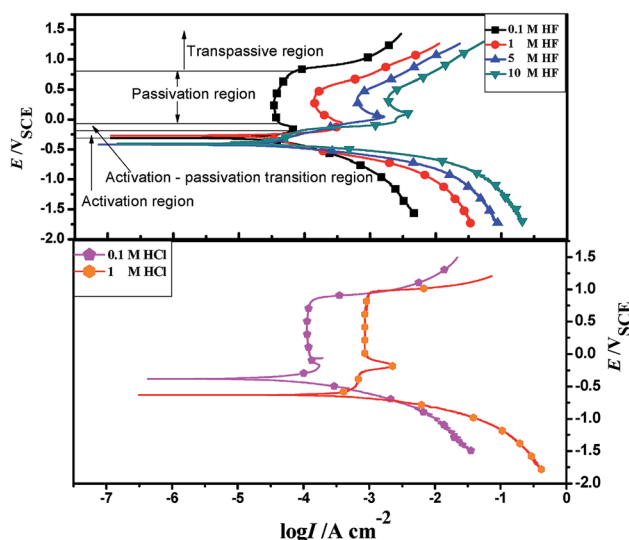 0.1 M HF
1 M HF
5 M HF
10 M HF
Transpassive region
Passivation region
Activation - passivation transition region
Activation region
E /V SCE
1.5
1.0
0.5
0.0
-0.5
-1.0
-1.5
-2.0
0.1 M HCl
1 M HCl
1.5
1.0
0.5
0.0
-0.5
-1.0
-1.5
-2.0
E /V SCE
-7 -6 -5 -4 -3 -2 -1 0
logI /A cm-2